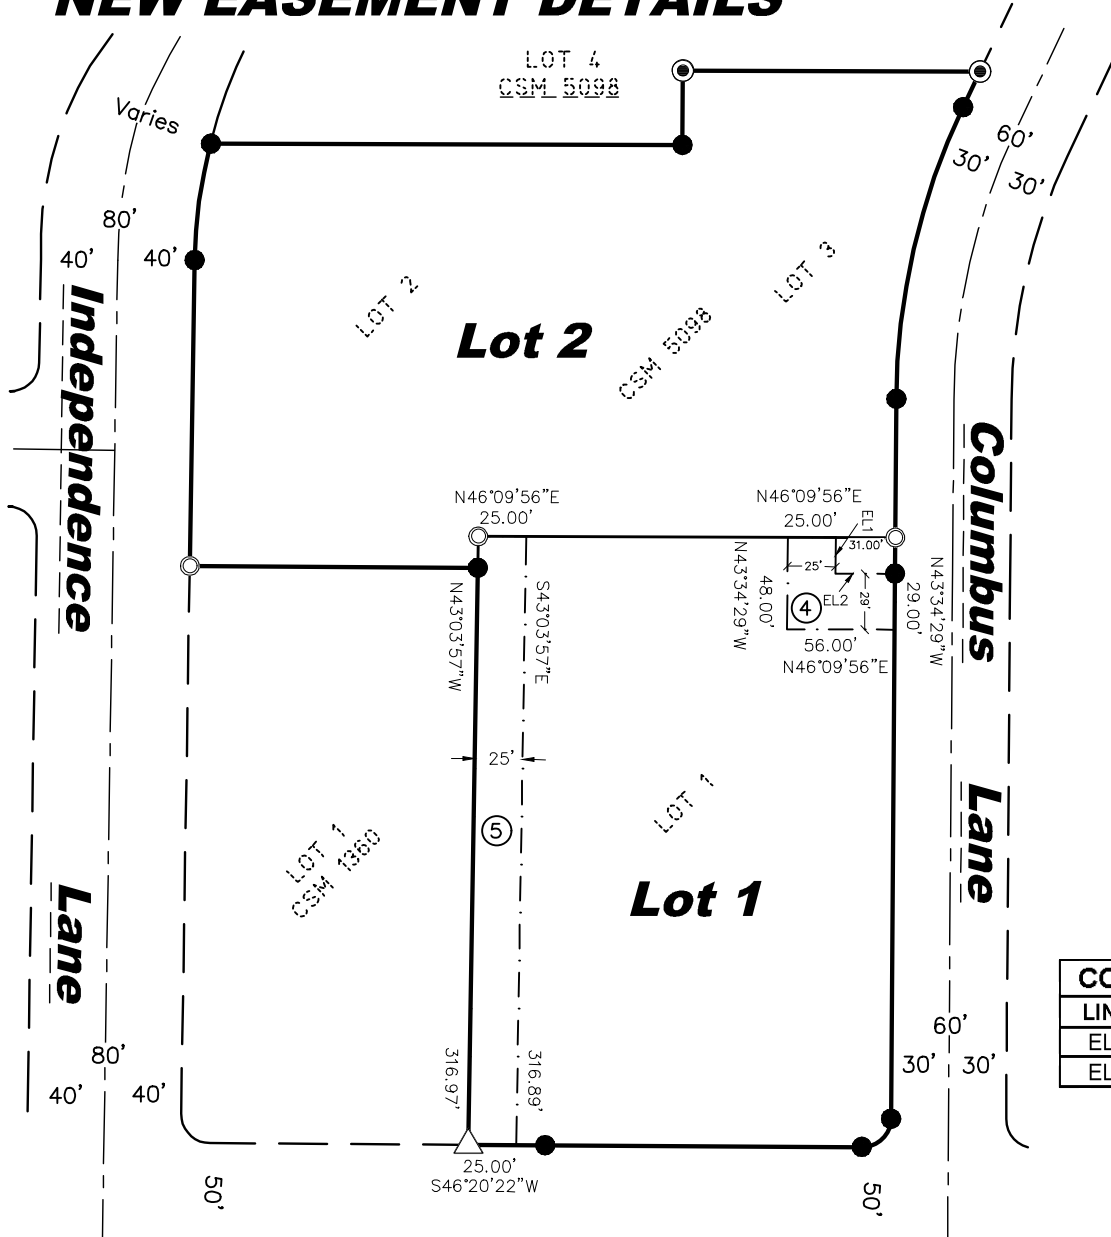 NEW EASEMENT DETAILS
LOT 4
CSM 5098
Varies
60'
30'
30'
80'
40'
40'
LOT 2
LOT 3
Lot 2
CSM 5098
Independence
Columbus
N46°09'56"E
25.00'
N46°09'56"E
25.00'
EL1
31.00'
25'
EL2
29'
4
N43°34'29"W
48.00'
56.00'
N46°09'56"E
29.00'
N43°34'29"W
N43°03'57"W
S43°03'57"E
25'
5
LOT 1
LOT 1
CSM 1360
Lot 1
Lane
Lane
CO
LIN
EL
EL
60'
30'
30'
80'
40'
40'
316.97'
316.89'
25.00'
S46°20'22"W
50'
50'